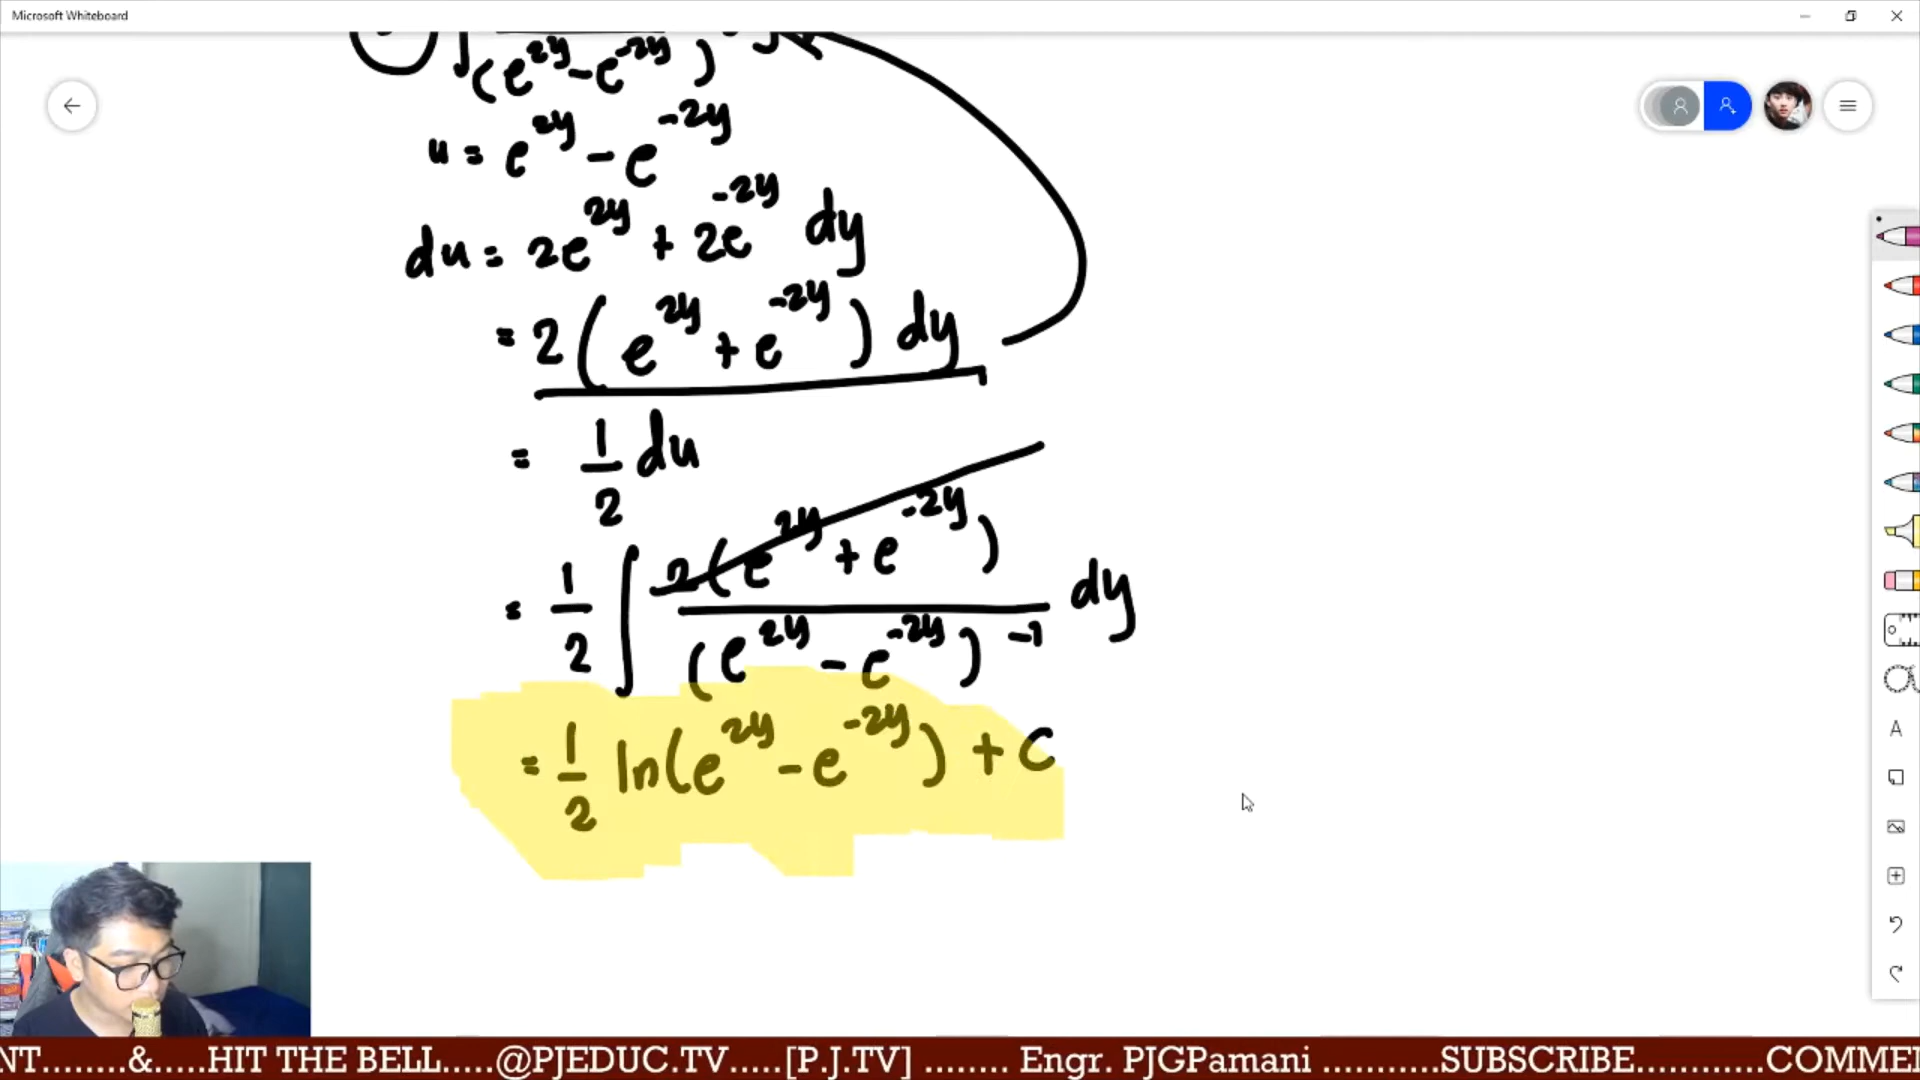 Microsoft Whiteboard
(e^2y - e^-2y)
u = e^2y - e^-2y
du = 2e^2y + 2e^-2y dy
= 2(e^2y + e^-2y) dy
= 1/2 du
= 1/2 ∫ 2(e^2y + e^-2y) / (e^2y - e^-2y)^-1 dy
= 1/2 ln(e^2y - e^-2y) + C
A
NT........&.....HIT THE BELL.....@PJEDUC.TV.....[P.J.TV] ........ Engr. PJGPamani ...........SUBSCRIBE............COMME